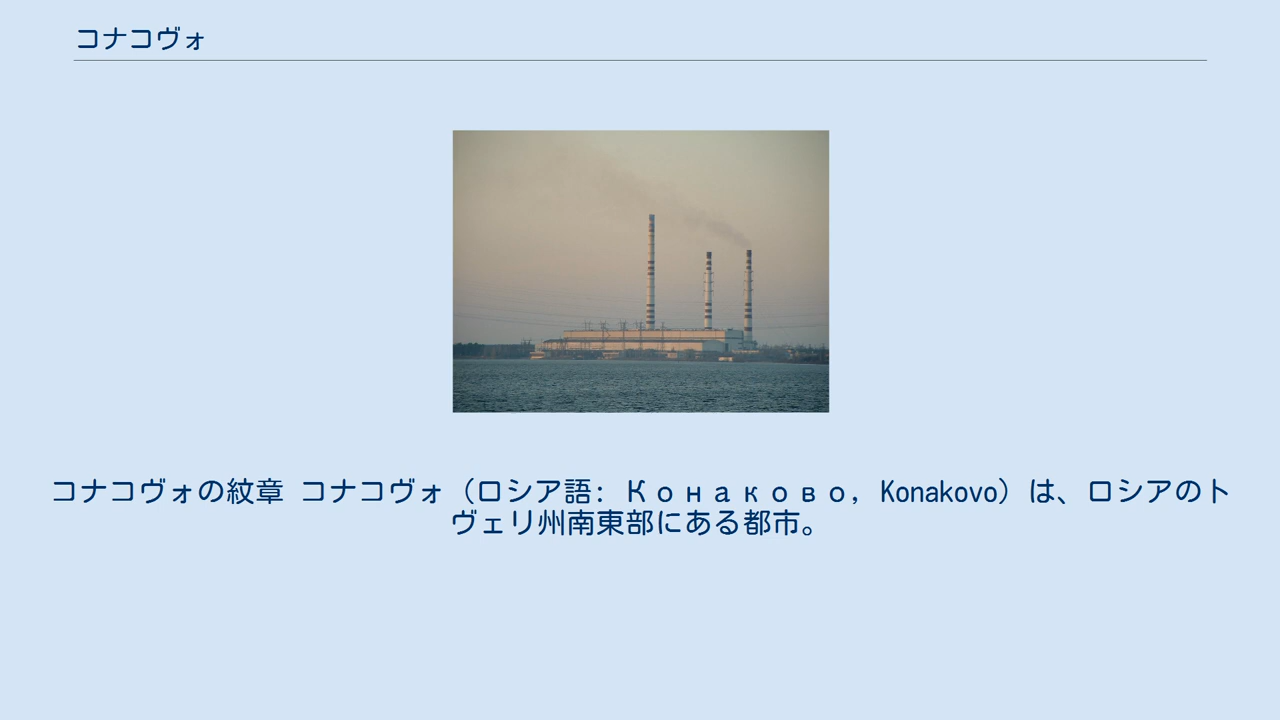 コナコヴォ
コナコヴォの紋章 コナコヴォ（ロシア語: Конаково, Konakovo）は、ロシアのト
ヴェリ州南東部にある都市。